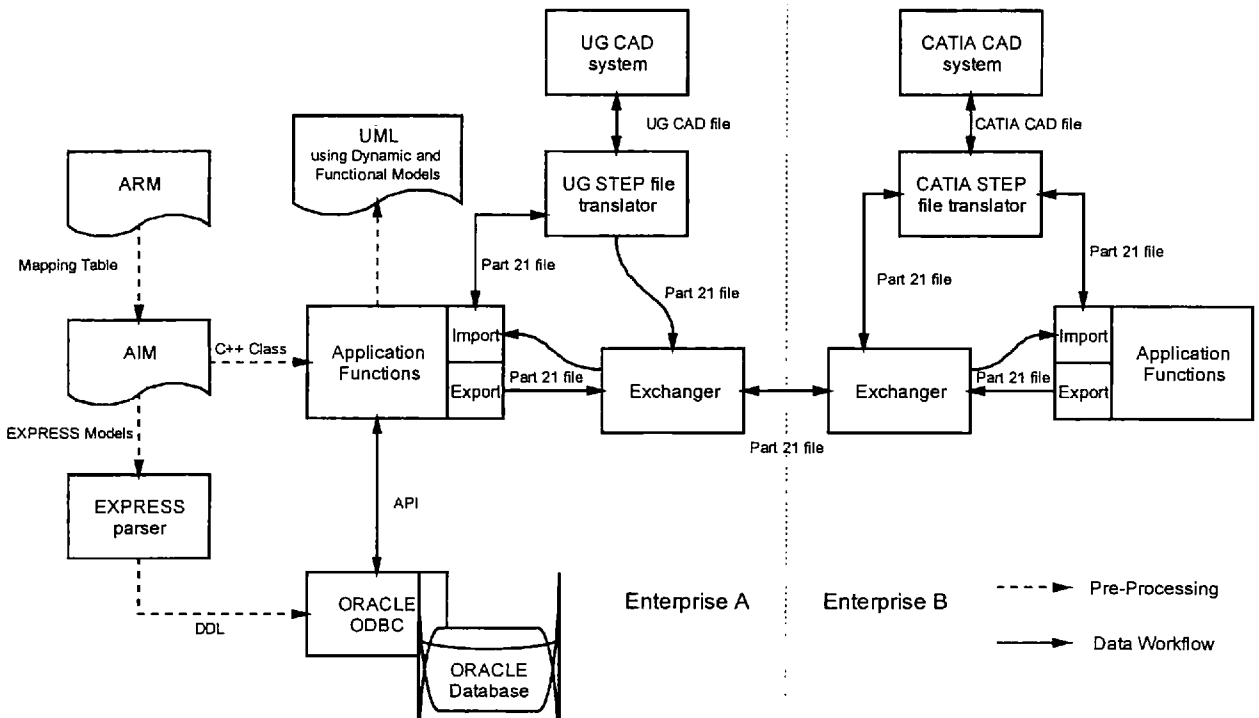 UG CAD
system
CATIA CAD
system
UG CAD file
CATIA CAD file
UML
using Dynamic and
Functional Models
ARM
UG STEP file
translator
CATIA STEP
file translator
Mapping Table
Part 21 file
Part 21 file
Part 21 file
Part 21 file
AIM
C++ Class
Application
Functions
Import
Export
Part 21 file
Exchanger
Exchanger
Part 21 file
Import
Export
Application
Functions
Part 21 file
EXPRESS Models
EXPRESS
parser
API
DDL
ORACLE
ODBC
ORACLE
Database
Enterprise A
Enterprise B
Pre-Processing
Data Workflow